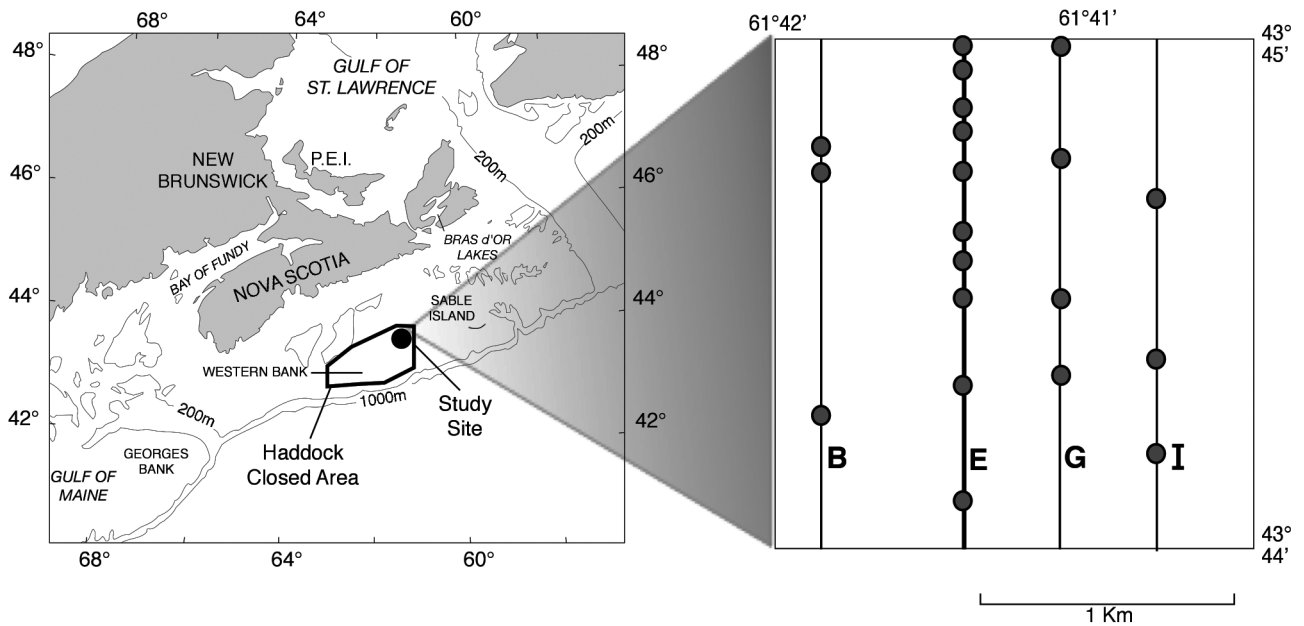 68°
64°
60°
48°
48°
GULF OF
ST. LAWRENCE
200m
200m
NEW
BRUNSWICK
P.E.I.
46°
46°
BRAS d'OR
LAKES
BAY OF FUNDY
NOVA SCOTIA
44°
44°
SABLE
ISLAND
WESTERN BANK
1000m
Study
Site
42°
42°
200m
Haddock
Closed Area
GEORGES
BANK
GULF OF
MAINE
68°
64°
60°
61°42’
61°41’
43°
45’
B
E
G
I
43°
44’
1 Km